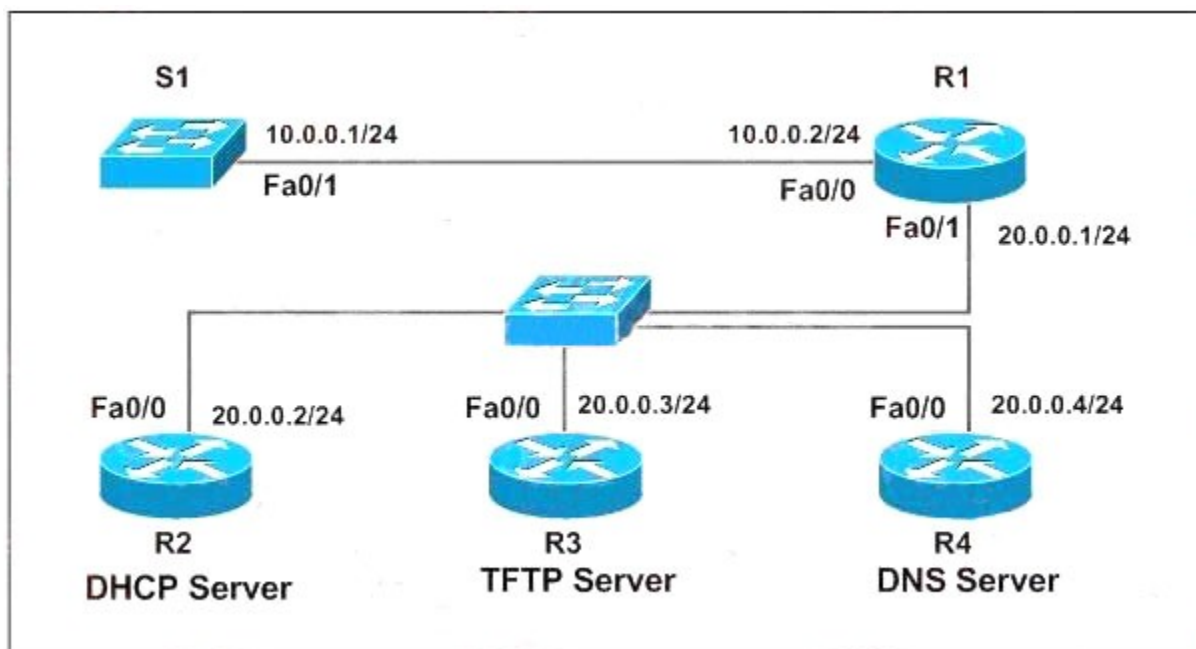 S1
R1
10.0.0.1/24
10.0.0.2/24
Fa0/1
Fa0/0
Fa0/1
20.0.0.1/24
Fa0/0
20.0.0.2/24
Fa0/0
20.0.0.3/24
Fa0/0
20.0.0.4/24
R2
R3
R4
DHCP Server
TFTP Server
DNS Server